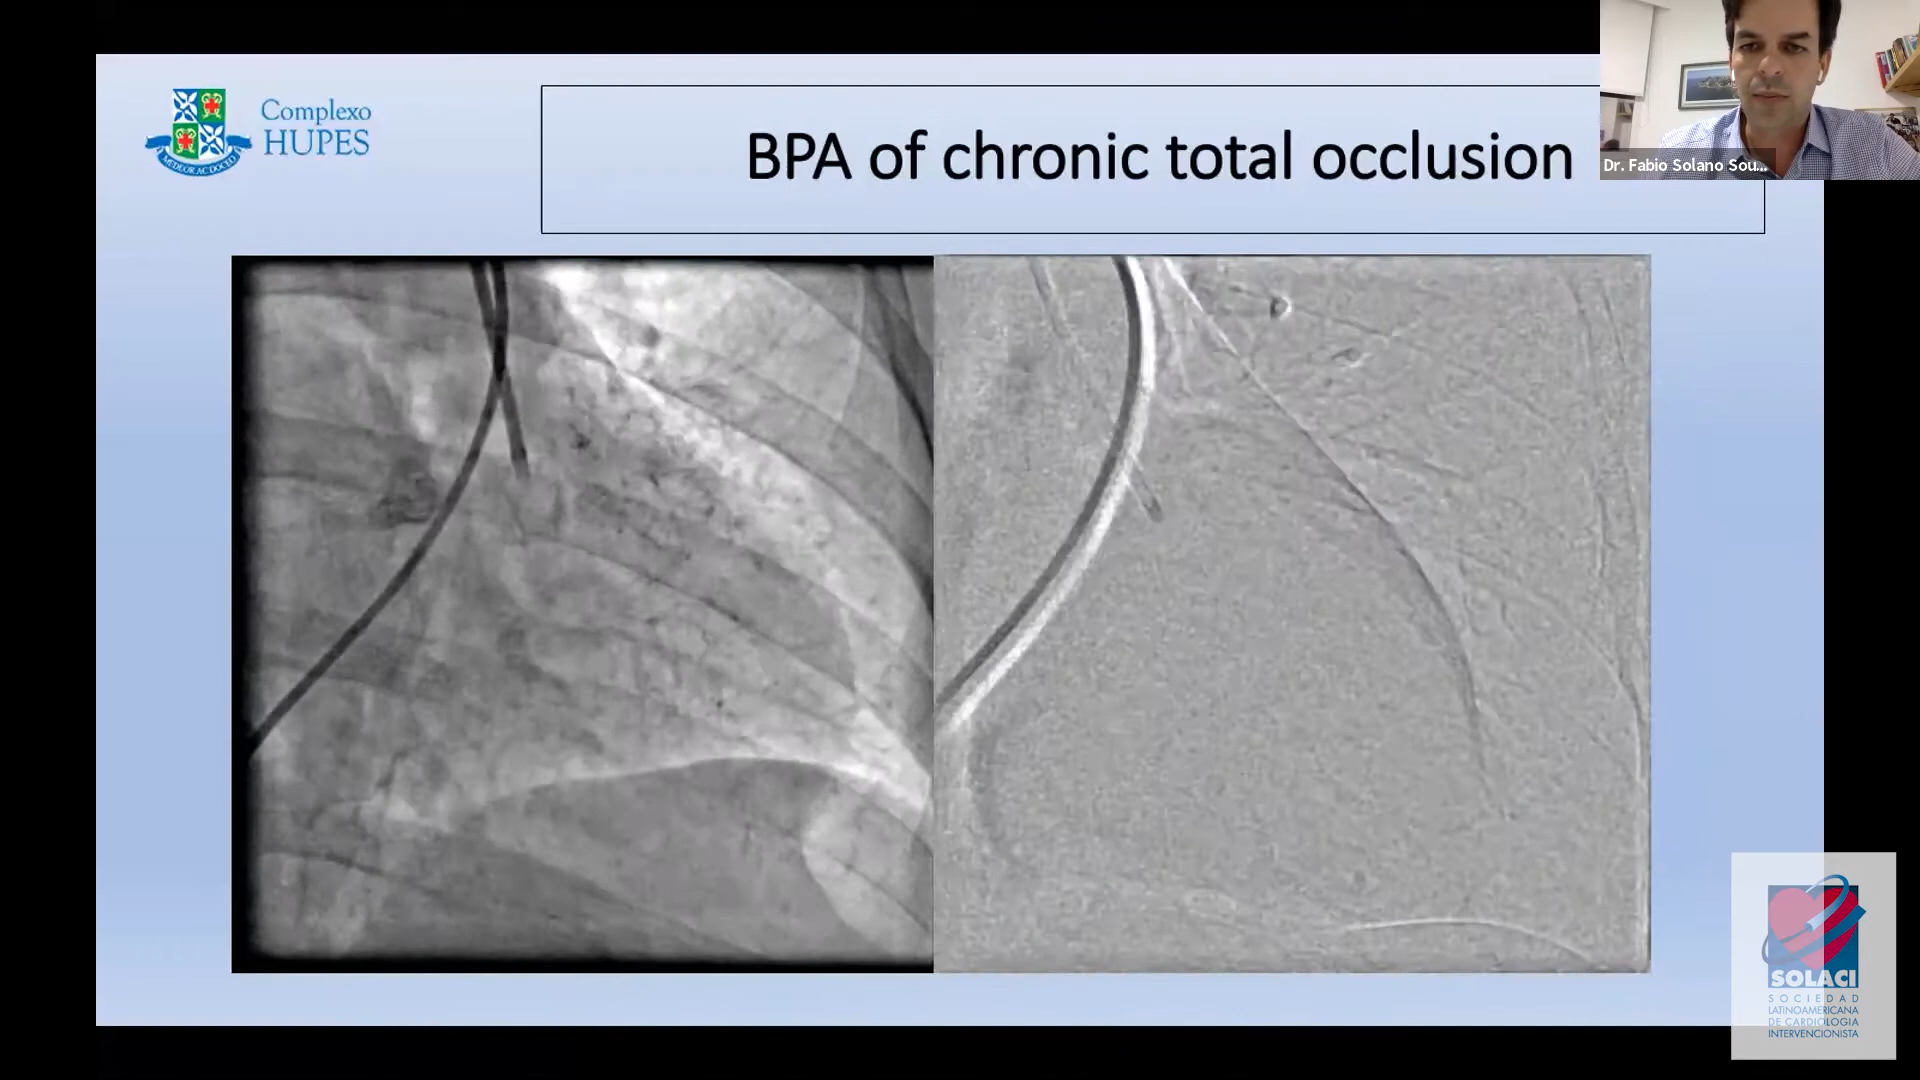 Complexo
HUPES
BPA of chronic total occlusion
Dr. Fabio Solano Sou...
SOLACI
SOCIEDAD
LATINOAMERICANA
DE CARDIOLOGIA
INTERVENCIONISTA